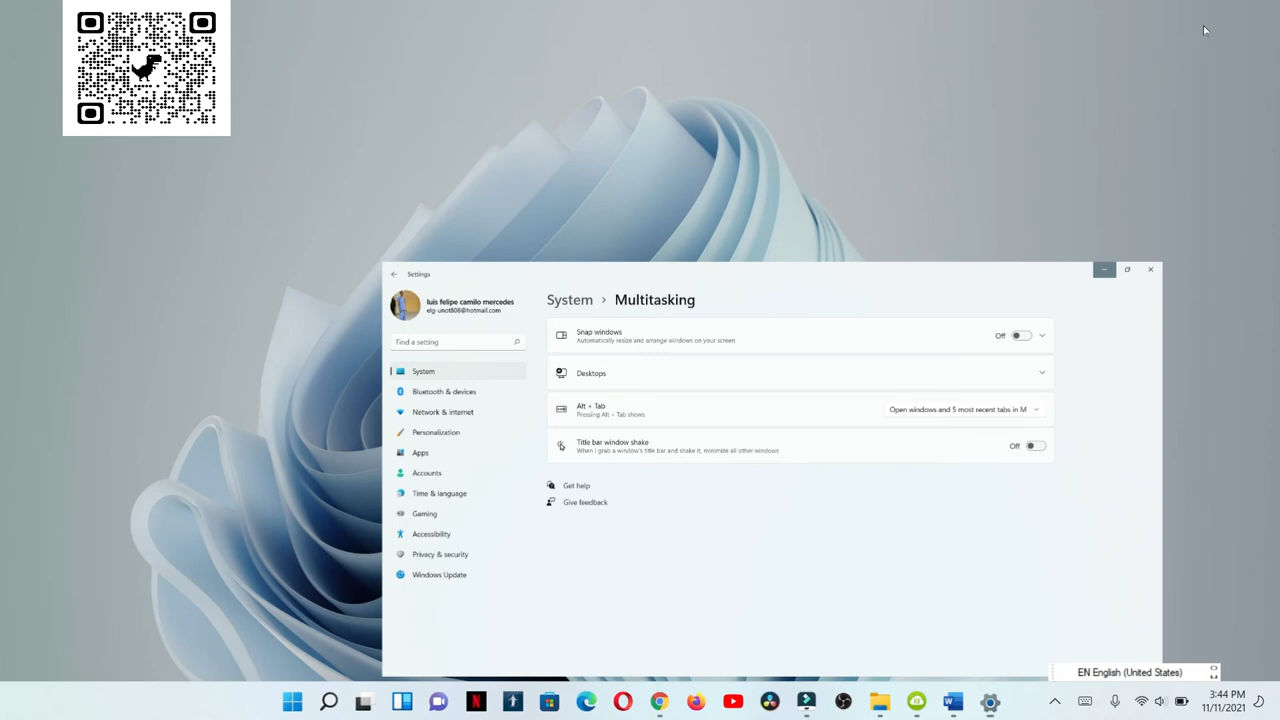 Settings
luis felipe camilo mercedes
elg-unot808@hotmail.com
Find a setting
System
Bluetooth & devices
Network & internet
Personalization
Apps
Accounts
Time & language
Gaming
Accessibility
Privacy & security
Windows Update
System > Multitasking
Snap windows
Automatically resize and arrange windows on your screen
Off
Desktops
Alt + Tab
Pressing Alt + Tab shows
Open windows and 5 most recent tabs in M
Title bar window shake
When I grab a window's title bar and shake it, minimize all other windows
Off
Get help
Give feedback
EN English (United States)
3:44 PM
11/11/2021